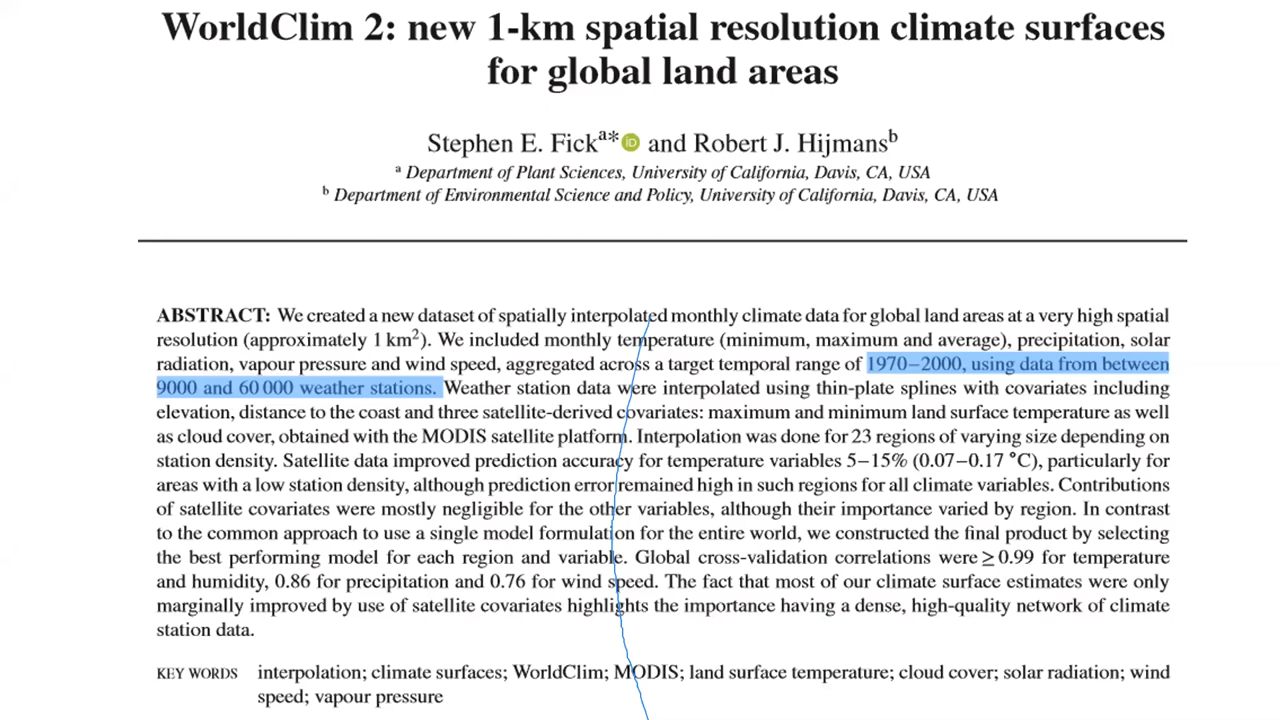 WorldClim 2: new 1-km spatial resolution climate surfaces
for global land areas
Stephen E. Fickᵃ* iD and Robert J. Hijmansᵇ
ᵃ Department of Plant Sciences, University of California, Davis, CA, USA
ᵇ Department of Environmental Science and Policy, University of California, Davis, CA, USA
ABSTRACT: We created a new dataset of spatially interpolated monthly climate data for global land areas at a very high spatial
resolution (approximately 1 km²). We included monthly temperature (minimum, maximum and average), precipitation, solar
radiation, vapour pressure and wind speed, aggregated across a target temporal range of 1970–2000, using data from between
9000 and 60 000 weather stations. Weather station data were interpolated using thin-plate splines with covariates including
elevation, distance to the coast and three satellite-derived covariates: maximum and minimum land surface temperature as well
as cloud cover, obtained with the MODIS satellite platform. Interpolation was done for 23 regions of varying size depending on
station density. Satellite data improved prediction accuracy for temperature variables 5–15% (0.07–0.17 °C), particularly for
areas with a low station density, although prediction error remained high in such regions for all climate variables. Contributions
of satellite covariates were mostly negligible for the other variables, although their importance varied by region. In contrast
to the common approach to use a single model formulation for the entire world, we constructed the final product by selecting
the best performing model for each region and variable. Global cross-validation correlations were ≥ 0.99 for temperature
and humidity, 0.86 for precipitation and 0.76 for wind speed. The fact that most of our climate surface estimates were only
marginally improved by use of satellite covariates highlights the importance having a dense, high-quality network of climate
station data.
KEY WORDS interpolation; climate surfaces; WorldClim; MODIS; land surface temperature; cloud cover; solar radiation; wind
speed; vapour pressure